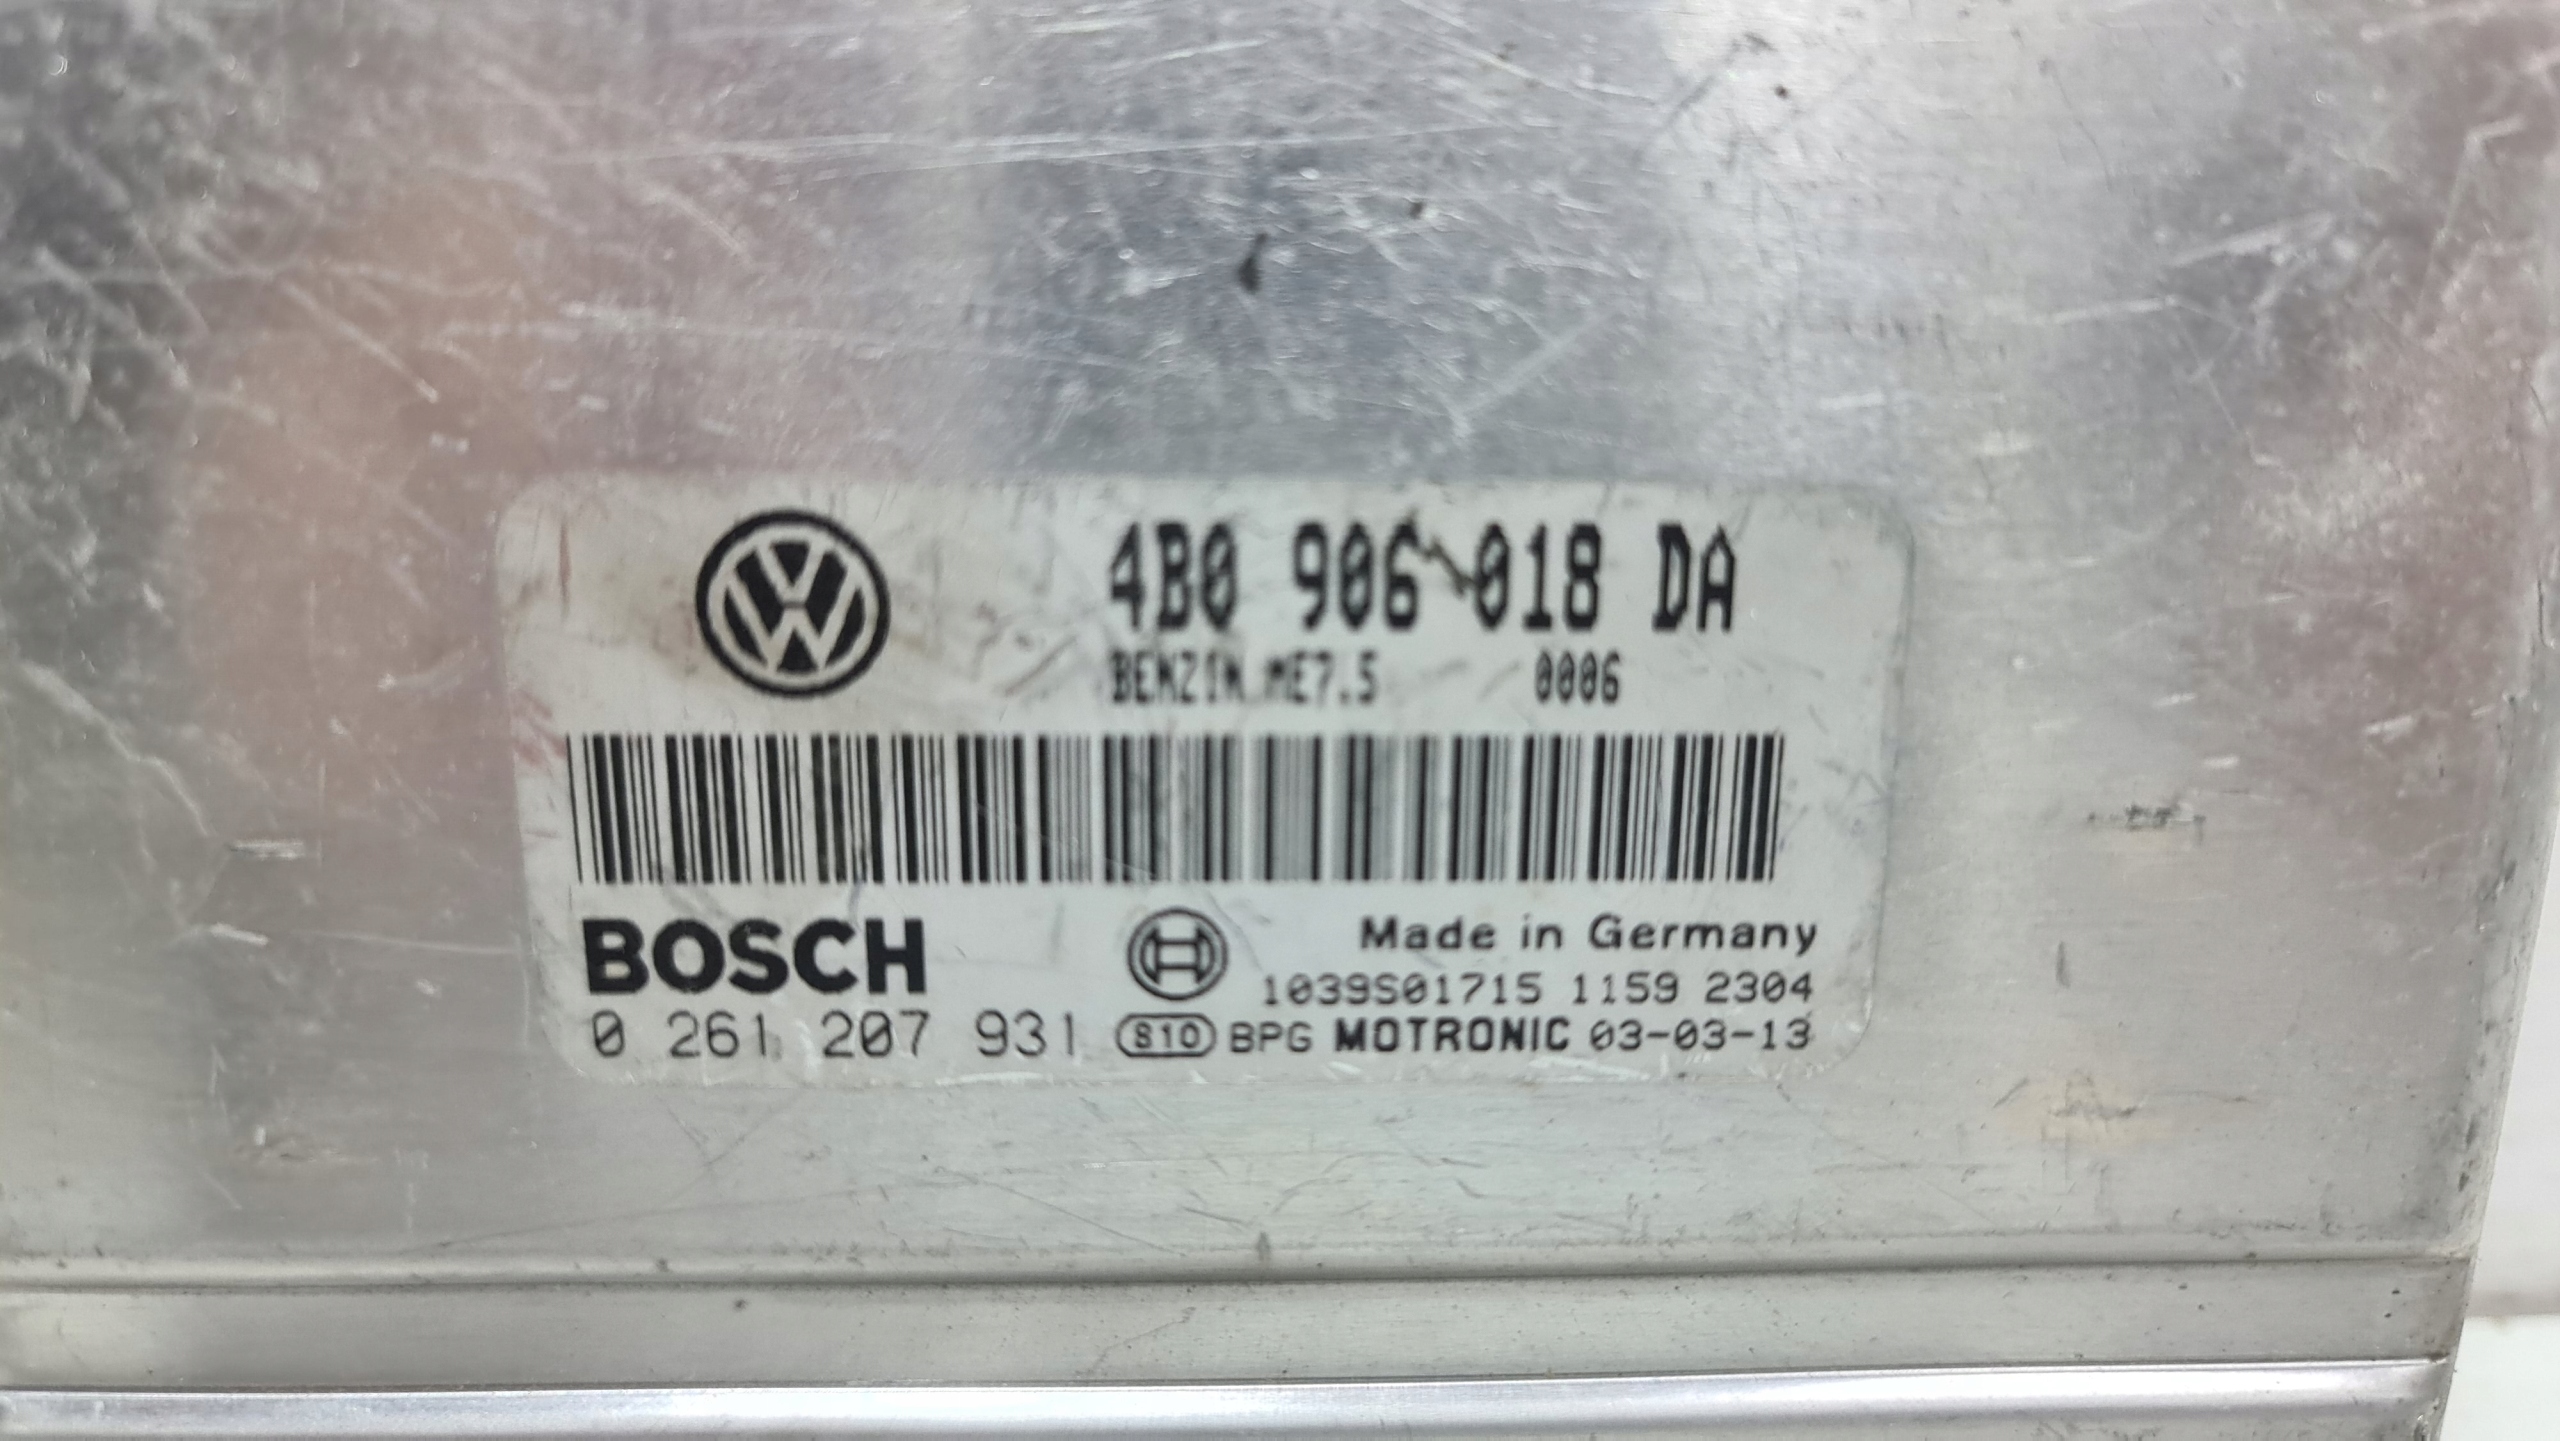 4B0 906 018 DA
BENZIN ME7.5 0006
BOSCH
Made in Germany
1039S01715 1159 2304
0 261 207 931 S10 BPG MOTRONIC 03-03-13